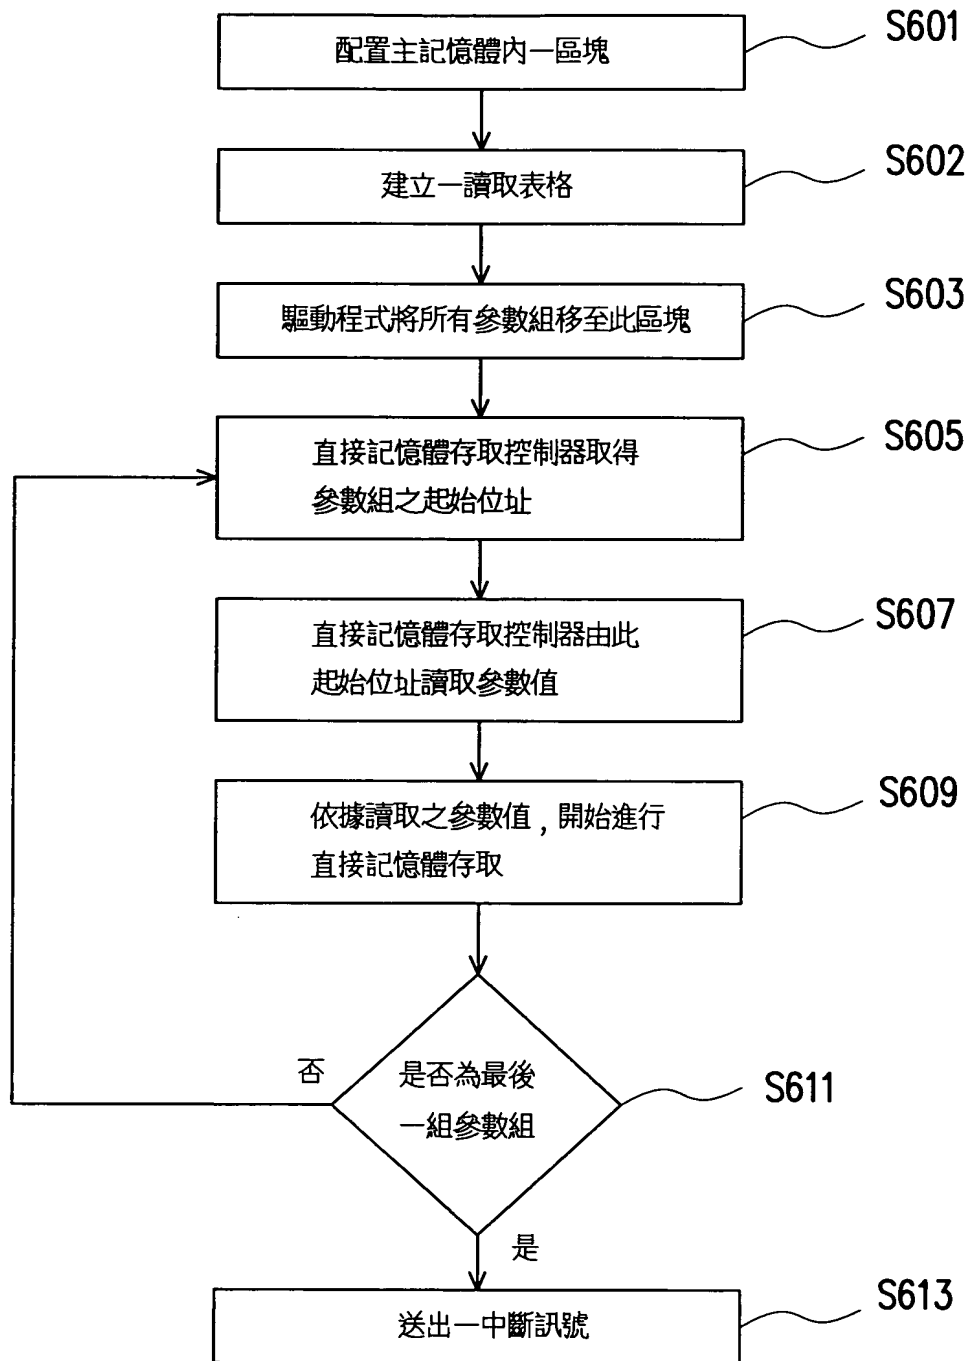 配置主記憶體內一區塊
S601
建立一讀取表格
S602
驅動程式將所有參數組移至此區塊
S603
直接記憶體存取控制器取得
參數組之起始位址
S605
直接記憶體存取控制器由此
起始位址讀取參數值
S607
依據讀取之參數值,開始進行
直接記憶體存取
S609
否
是否為最後
一組參數組
S611
是
送出一中斷訊號
S613